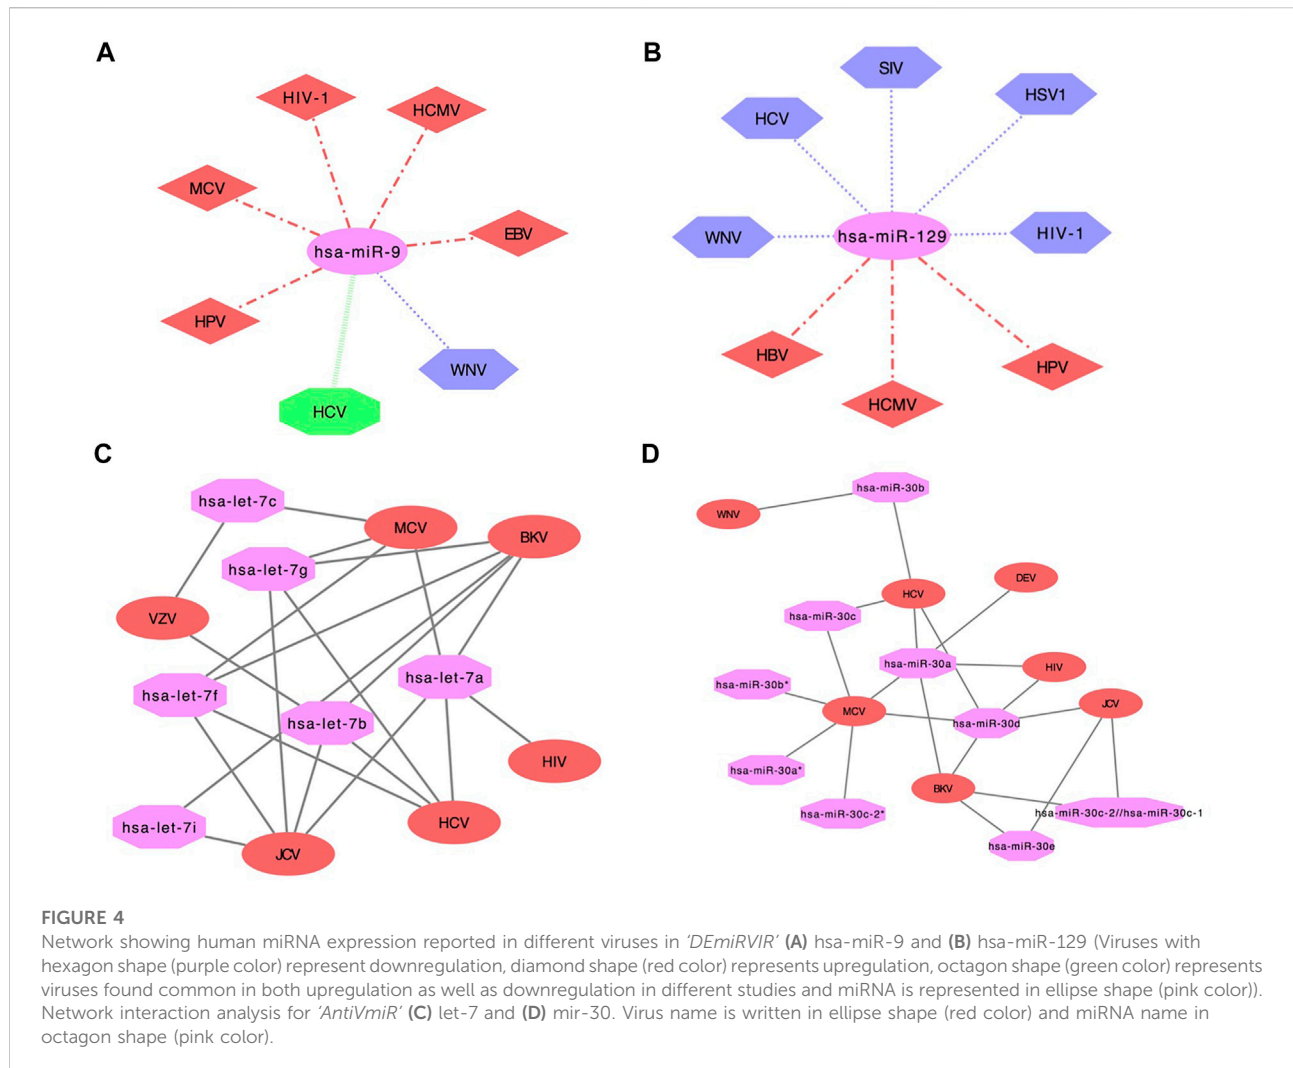 A
HIV-1
HCMV
MCV
EBV
hsa-miR-9
HPV
WNV
HCV
B
SIV
HSV1
HCV
WNV
hsa-miR-129
HIV-1
HBV
HPV
HCMV
C
hsa-let-7c
MCV
BKV
hsa-let-7g
VZV
hsa-let-7a
hsa-let-7f
hsa-let-7b
HIV
hsa-let-7i
HCV
JCV
D
hsa-miR-30b
WNV
DEV
HCV
hsa-miR-30c
hsa-miR-30a
HIV
hsa-miR-30b*
MCV
JCV
hsa-miR-30d
hsa-miR-30a*
BKV
hsa-miR-30c-2*
hsa-miR-30c-2//hsa-miR-30c-1
hsa-miR-30e
FIGURE 4
Network showing human miRNA expression reported in different viruses in 'DEmiRVIR' (A) hsa-miR-9 and (B) hsa-miR-129 (Viruses with
hexagon shape (purple color) represent downregulation, diamond shape (red color) represents upregulation, octagon shape (green color) represents
viruses found common in both upregulation as well as downregulation in different studies and miRNA is represented in ellipse shape (pink color)).
Network interaction analysis for 'AntiVmiR' (C) let-7 and (D) mir-30. Virus name is written in ellipse shape (red color) and miRNA name in
octagon shape (pink color).